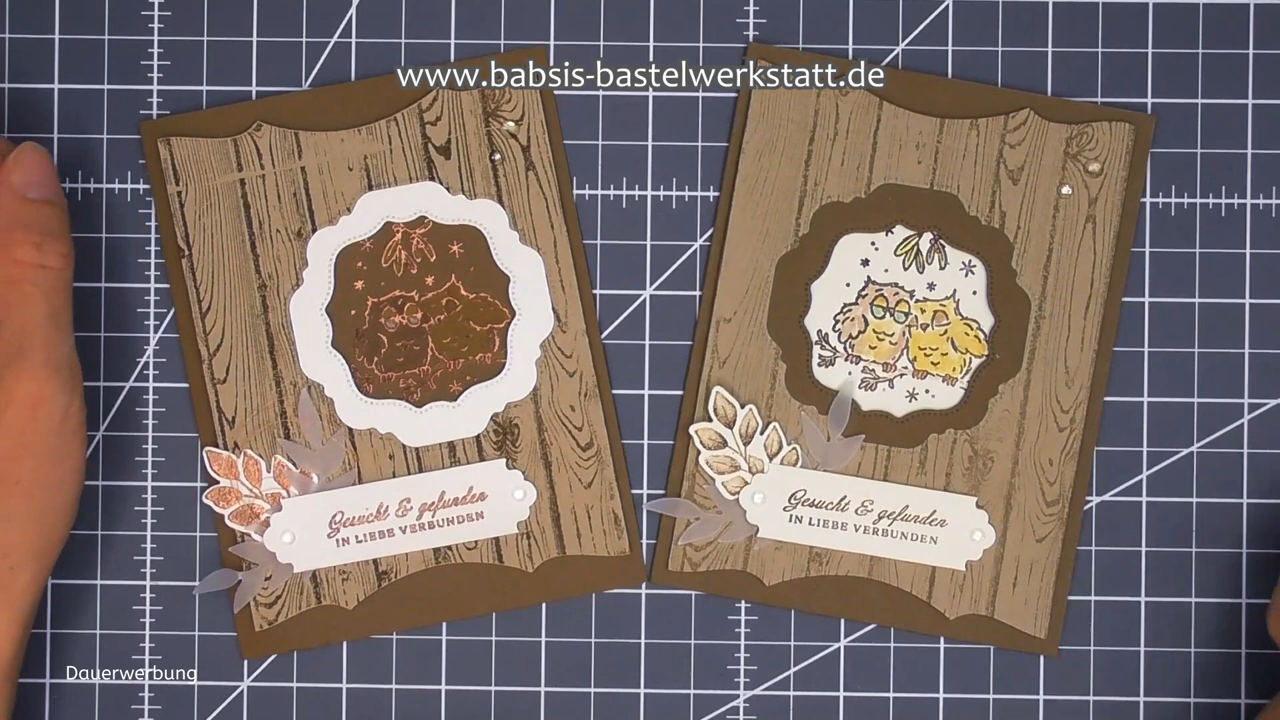 www.babsis-bastelwerkstatt.de
Gesucht & gefunden
IN LIEBE VERBUNDEN
Gesucht & gefunden
IN LIEBE VERBUNDEN
Dauerwerbung